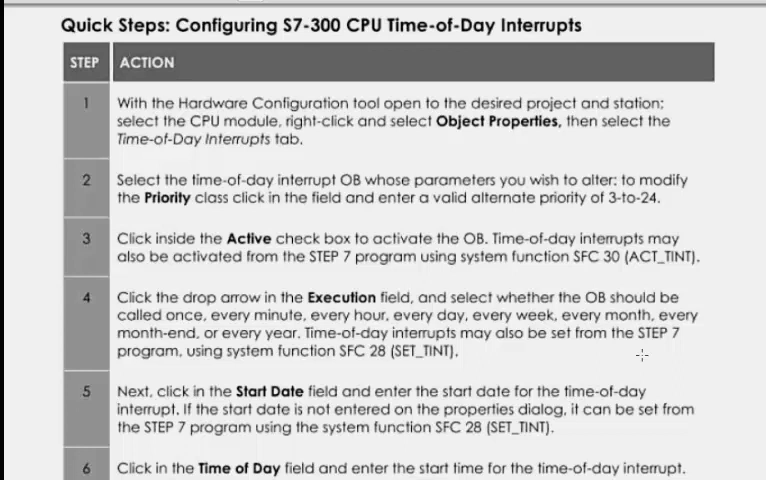 Quick Steps: Configuring S7-300 CPU Time-of-Day Interrupts
STEP ACTION
1 With the Hardware Configuration tool open to the desired project and station;
select the CPU module, right-click and select Object Properties, then select the
Time-of-Day Interrupts tab.
2 Select the time-of-day interrupt OB whose parameters you wish to alter; to modify
the Priority class click in the field and enter a valid alternate priority of 3-to-24.
3 Click inside the Active check box to activate the OB. Time-of-day interrupts may
also be activated from the STEP 7 program using system function SFC 30 (ACT_TINT).
4 Click the drop arrow in the Execution field, and select whether the OB should be
called once, every minute, every hour, every day, every week, every month, every
month-end, or every year. Time-of-day interrupts may also be set from the STEP 7
program, using system function SFC 28 (SET_TINT).
5 Next, click in the Start Date field and enter the start date for the time-of-day
interrupt. If the start date is not entered on the properties dialog, it can be set from
the STEP 7 program using the system function SFC 28 (SET_TINT).
6 Click in the Time of Day field and enter the start time for the time-of-day interrupt.